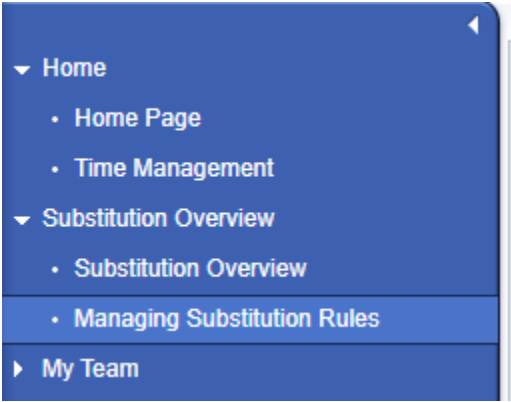 Home
Home Page
Time Management
Substitution Overview
Substitution Overview
Managing Substitution Rules
My Team